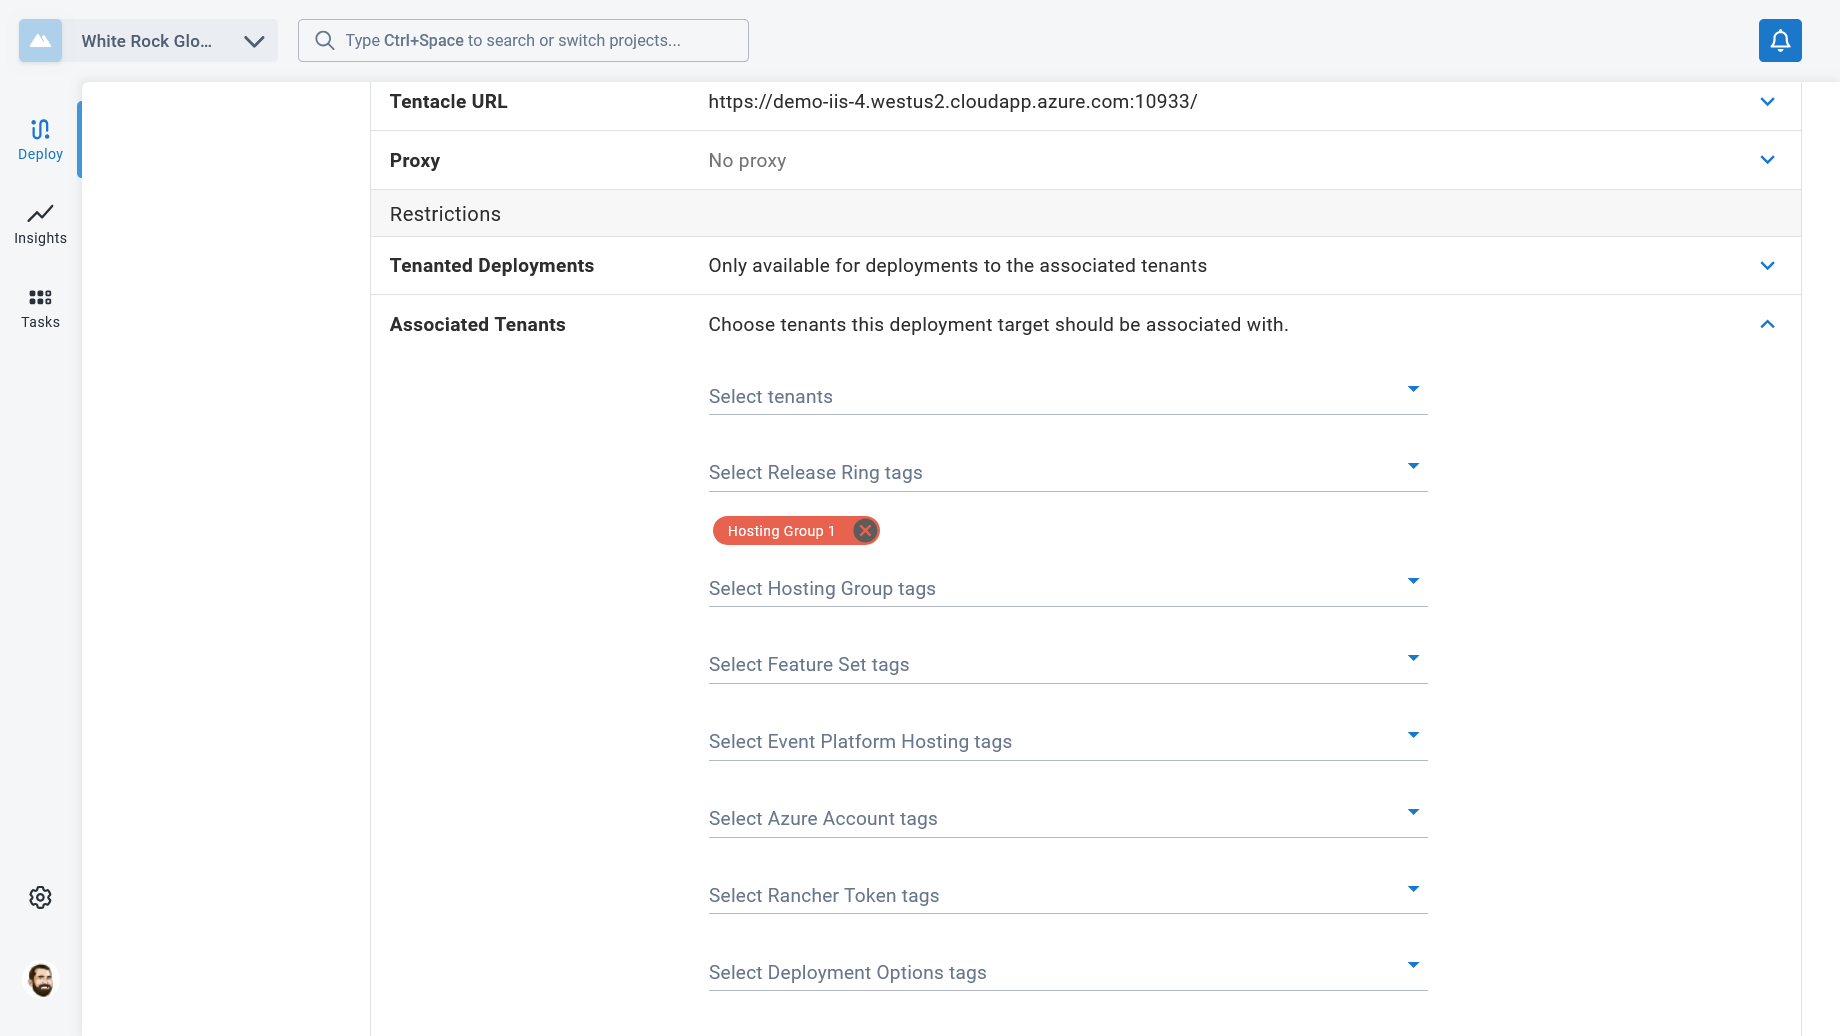 White Rock Glo...
Type Ctrl+Space to search or switch projects...
Deploy
Insights
Tasks
Tentacle URL
https://demo-iis-4.westus2.cloudapp.azure.com:10933/
Proxy
No proxy
Restrictions
Tenanted Deployments
Only available for deployments to the associated tenants
Associated Tenants
Choose tenants this deployment target should be associated with.
Select tenants
Select Release Ring tags
Hosting Group 1
Select Hosting Group tags
Select Feature Set tags
Select Event Platform Hosting tags
Select Azure Account tags
Select Rancher Token tags
Select Deployment Options tags